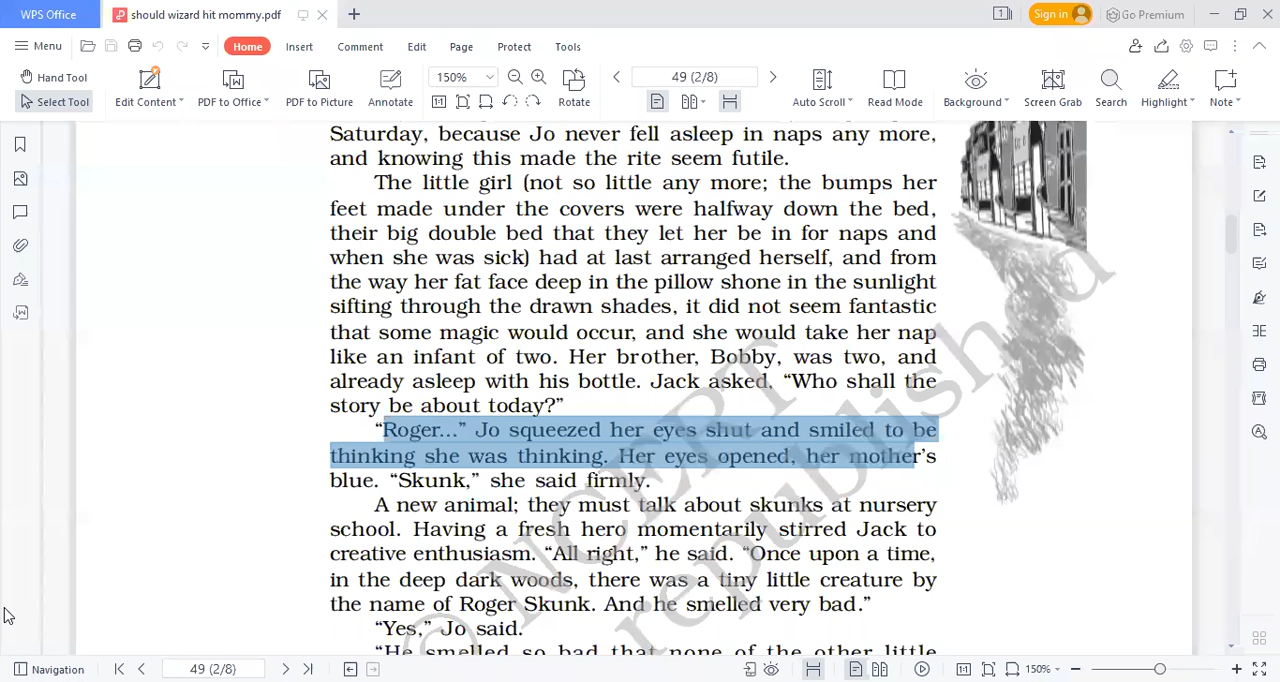 WPS Office
should wizard hit mommy.pdf
Sign in
Go Premium
Menu
Home
Insert
Comment
Edit
Page
Protect
Tools
Hand Tool
Select Tool
Edit Content
PDF to Office
PDF to Picture
Annotate
150%
49 (2/8)
Rotate
Auto Scroll
Read Mode
Background
Screen Grab
Search
Highlight
Note
Saturday, because Jo never fell asleep in naps any more,
and knowing this made the rite seem futile.
The little girl (not so little any more; the bumps her
feet made under the covers were halfway down the bed,
their big double bed that they let her be in for naps and
when she was sick) had at last arranged herself, and from
the way her fat face deep in the pillow shone in the sunlight
sifting through the drawn shades, it did not seem fantastic
that some magic would occur, and she would take her nap
like an infant of two. Her brother, Bobby, was two, and
already asleep with his bottle. Jack asked, “Who shall the
story be about today?”
“Roger...” Jo squeezed her eyes shut and smiled to be
thinking she was thinking. Her eyes opened, her mother’s
blue. “Skunk,” she said firmly.
A new animal; they must talk about skunks at nursery
school. Having a fresh hero momentarily stirred Jack to
creative enthusiasm. “All right,” he said. “Once upon a time,
in the deep dark woods, there was a tiny little creature by
the name of Roger Skunk. And he smelled very bad.”
“Yes,” Jo said.
“He smelled so bad that none of the other little
© NCERT
republished
Navigation
49 (2/8)
150%